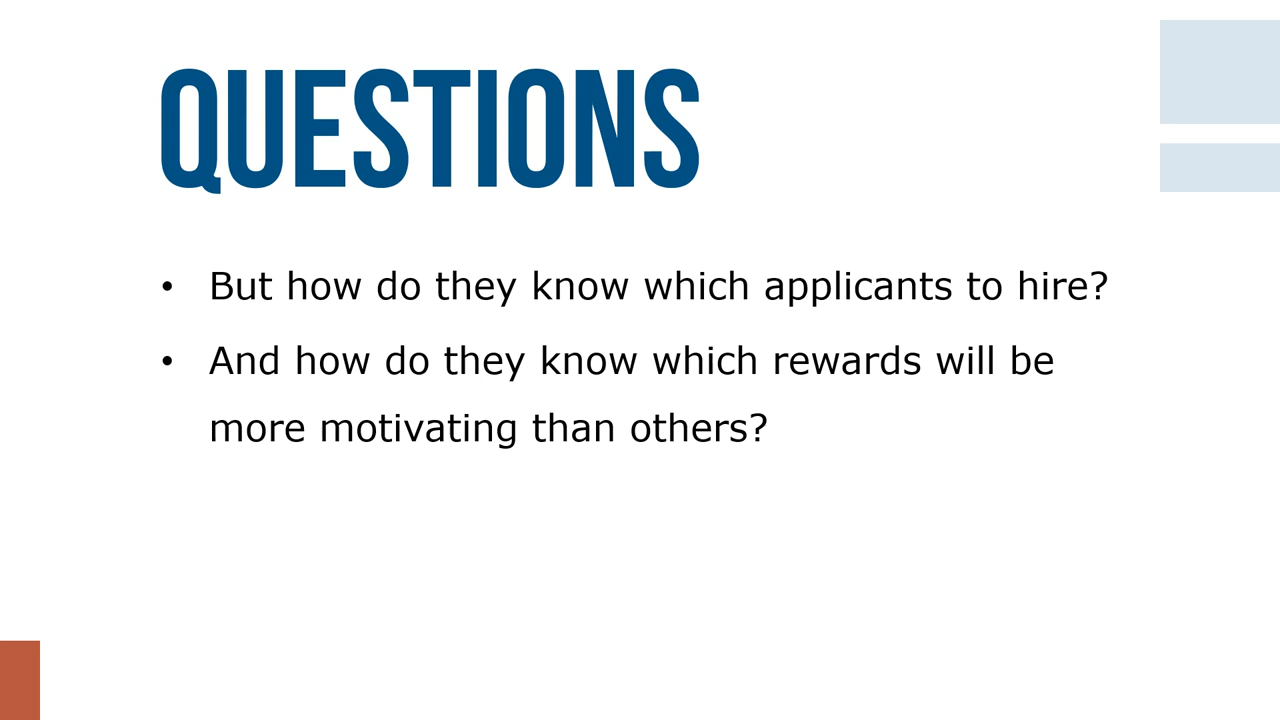 QUESTIONS
• But how do they know which applicants to hire?
• And how do they know which rewards will be
more motivating than others?